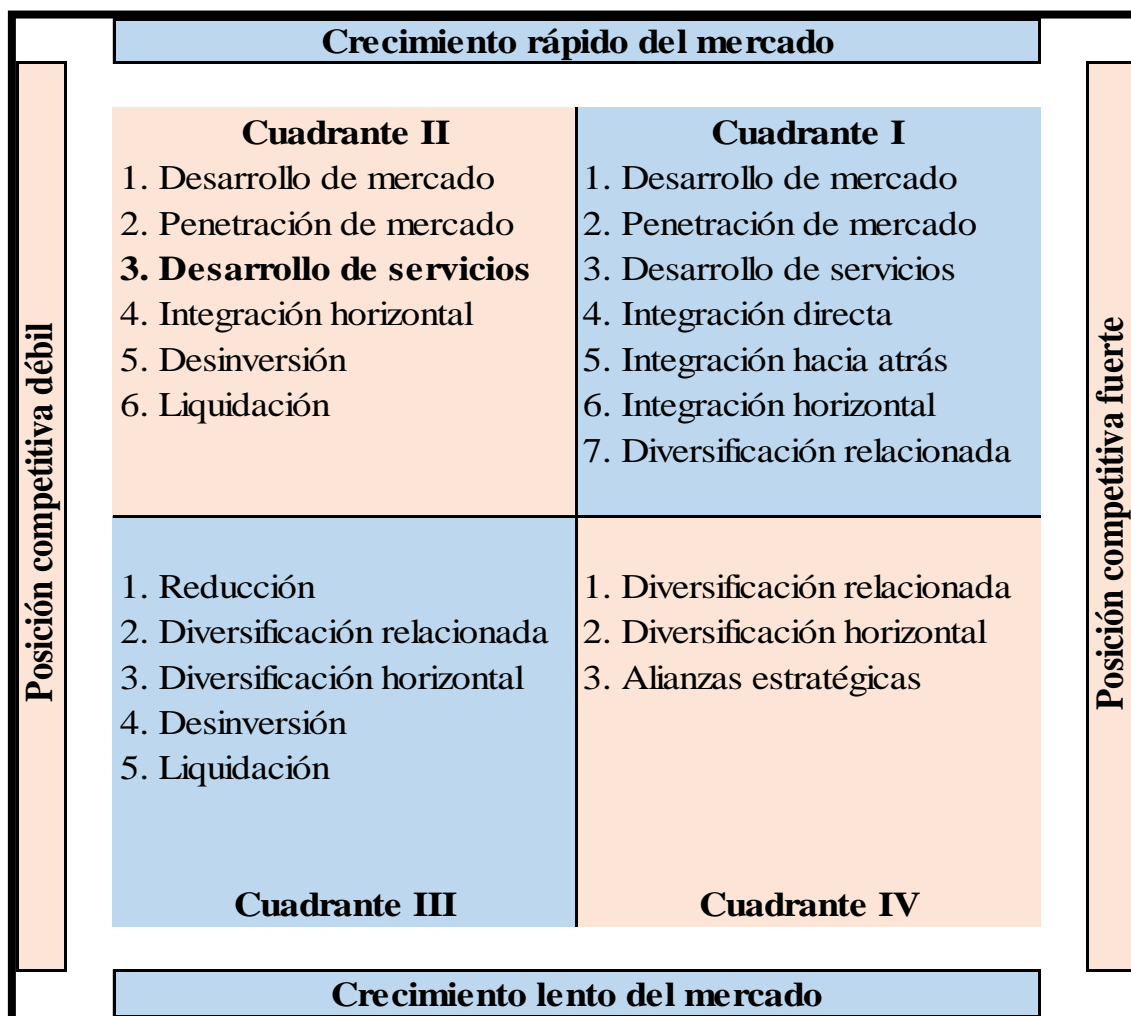 Crecimiento rápido del mercado
Posición competitiva débil
Cuadrante II
1. Desarrollo de mercado
2. Penetración de mercado
3. Desarrollo de servicios
4. Integración horizontal
5. Desinversión
6. Liquidación
Cuadrante I
1. Desarrollo de mercado
2. Penetración de mercado
3. Desarrollo de servicios
4. Integración directa
5. Integración hacia atrás
6. Integración horizontal
7. Diversificación relacionada
Posición competitiva fuerte
1. Reducción
2. Diversificación relacionada
3. Diversificación horizontal
4. Desinversión
5. Liquidación
Cuadrante III
1. Diversificación relacionada
2. Diversificación horizontal
3. Alianzas estratégicas
Cuadrante IV
Crecimiento lento del mercado